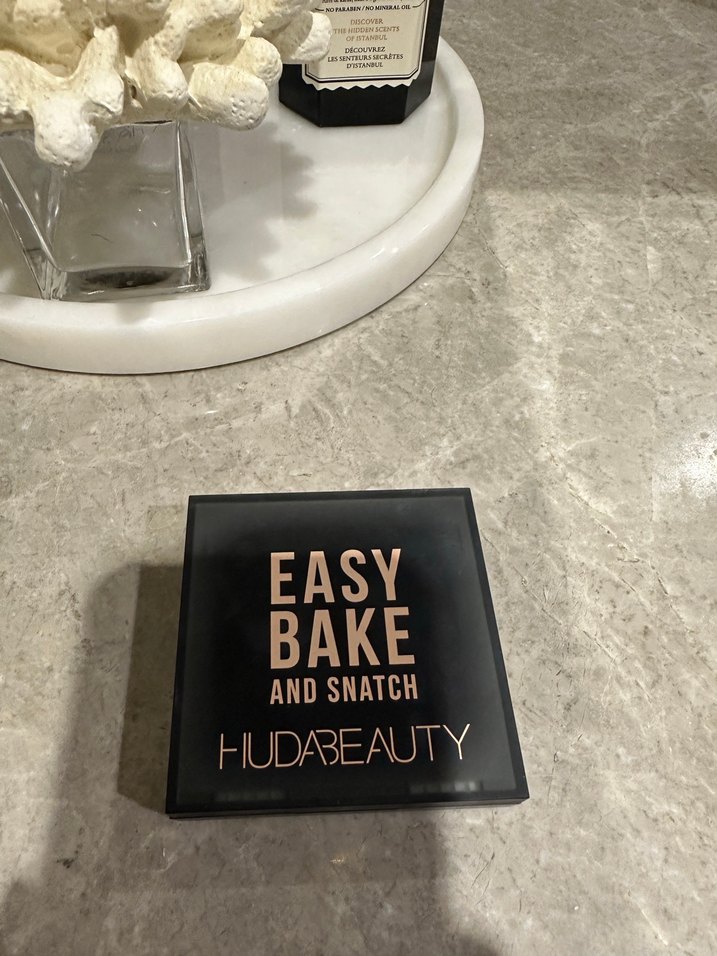 NO PARABEN / NO MINERAL OIL
DISCOVER
THE HIDDEN SCENTS
OF ISTANBUL
DÉCOUVREZ
LES SENTEURS SECRÈTES
D'ISTANBUL
EASY
BAKE
AND SNATCH
HUDABEAUTY